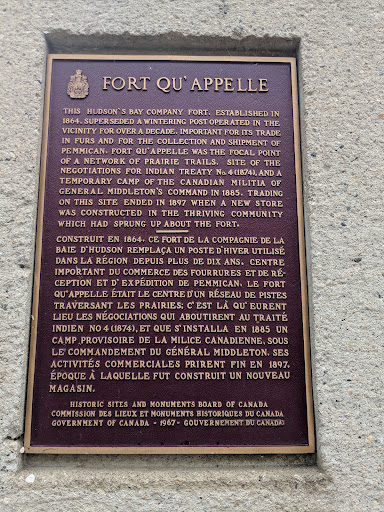 FORT QU'APPELLE
THIS HUDSON'S BAY COMPANY FORT, ESTABLISHED IN
1864, SUPERSEDED A WINTERING POST OPERATED IN THE
VICINITY FOR OVER A DECADE. IMPORTANT FOR ITS TRADE
IN FURS AND FOR THE COLLECTION AND SHIPMENT OF
PEMMICAN, FORT QU'APPELLE WAS THE FOCAL POINT
OF A NETWORK OF PRAIRIE TRAILS. SITE OF THE
NEGOTIATIONS FOR INDIAN TREATY No. 4 (1874), AND A
TEMPORARY CAMP OF THE CANADIAN MILITIA OF
GENERAL MIDDLETON'S COMMAND IN 1885. TRADING
ON THIS SITE ENDED IN 1897 WHEN A NEW STORE
WAS CONSTRUCTED IN THE THRIVING COMMUNITY
WHICH HAD SPRUNG UP ABOUT THE FORT.
CONSTRUIT EN 1864, CE FORT DE LA COMPAGNIE DE LA
BAIE D'HUDSON REMPLAÇA UN POSTE D'HIVER UTILISÉ
DANS LA RÉGION DEPUIS PLUS DE DIX ANS. CENTRE
IMPORTANT DU COMMERCE DES FOURRURES ET DE RÉ-
CEPTION ET D'EXPÉDITION DE PEMMICAN, LE FORT
QU'APPELLE ÉTAIT LE CENTRE D'UN RÉSEAU DE PISTES
TRAVERSANT LES PRAIRIES; C'EST LÀ QU'EURENT
LIEU LES NÉGOCIATIONS QUI ABOUTIRENT AU TRAITÉ
INDIEN NO 4 (1874), ET QUE S'INSTALLA EN 1885 UN
CAMP PROVISOIRE DE LA MILICE CANADIENNE, SOUS
LE COMMANDEMENT DU GÉNÉRAL MIDDLETON. SES
ACTIVITÉS COMMERCIALES PRIRENT FIN EN 1897,
ÉPOQUE À LAQUELLE FUT CONSTRUIT UN NOUVEAU
MAGASIN.
HISTORIC SITES AND MONUMENTS BOARD OF CANADA
COMMISSION DES LIEUX ET MONUMENTS HISTORIQUES DU CANADA
GOVERNMENT OF CANADA - 1967 - GOUVERNEMENT DU CANADA